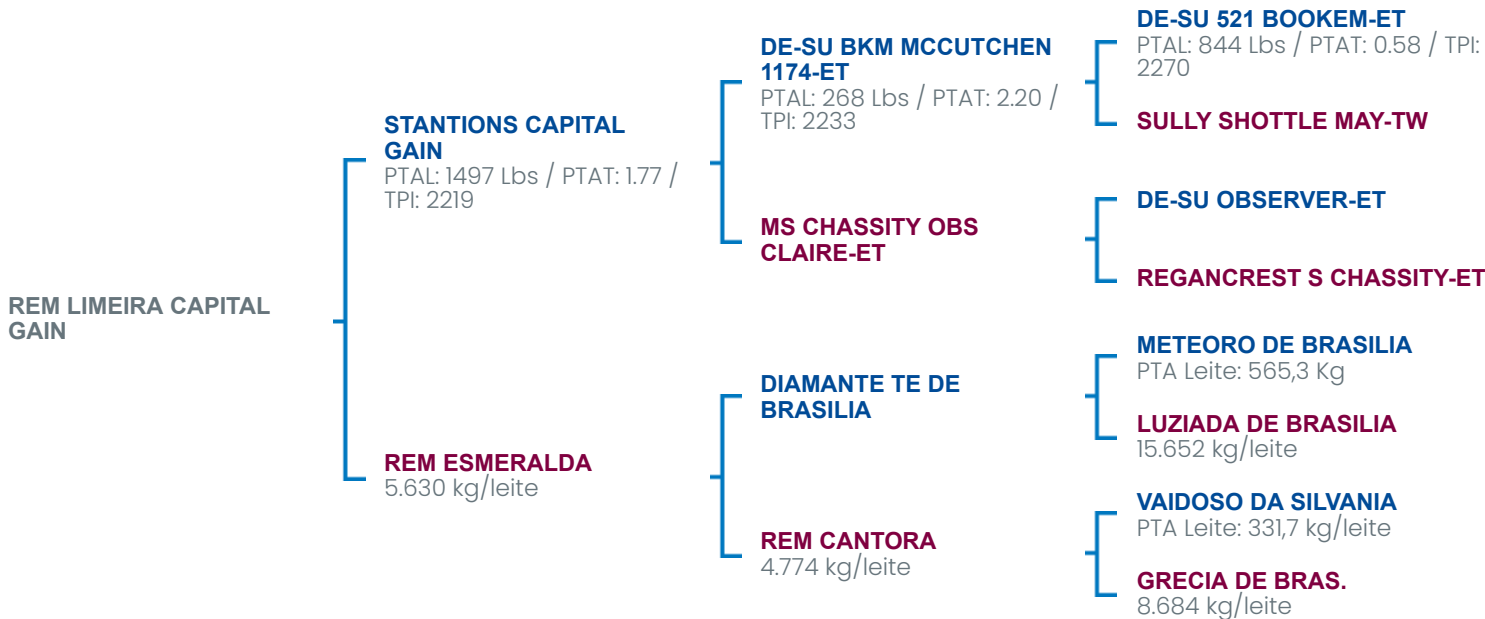 REM LIMEIRA CAPITAL
GAIN
STANTIONS CAPITAL
GAIN
PTAL: 1497 Lbs / PTAT: 1.77 /
TPI: 2219
REM ESMERALDA
5.630 kg/leite
DE-SU BKM MCCUTCHEN
1174-ET
PTAL: 268 Lbs / PTAT: 2.20 /
TPI: 2233
MS CHASSITY OBS
CLAIRE-ET
DIAMANTE TE DE
BRASILIA
REM CANTORA
4.774 kg/leite
DE-SU 521 BOOKEM-ET
PTAL: 844 Lbs / PTAT: 0.58 / TPI:
2270
SULLY SHOTTLE MAY-TW
DE-SU OBSERVER-ET
REGANCREST S CHASSITY-ET
METEORO DE BRASILIA
PTA Leite: 565,3 Kg
LUZIADA DE BRASILIA
15.652 kg/leite
VAIDOSO DA SILVANIA
PTA Leite: 331,7 kg/leite
GRECIA DE BRAS.
8.684 kg/leite